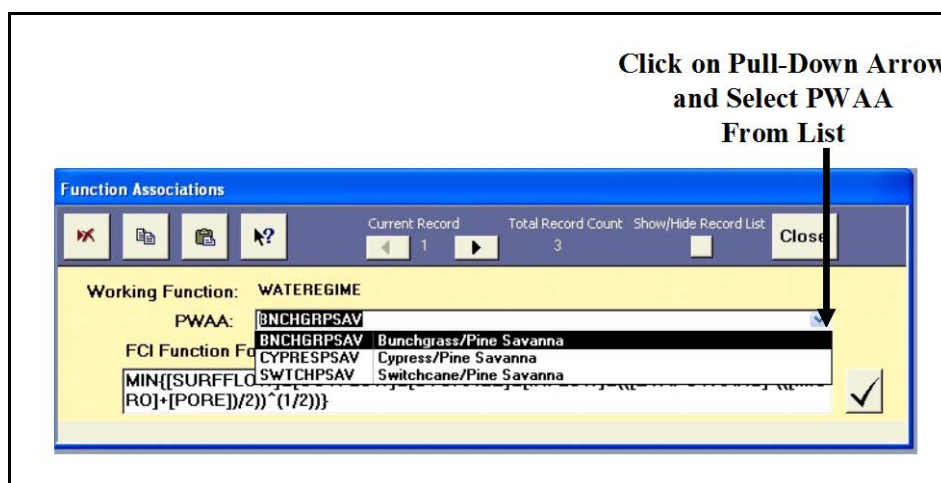 Click on Pull-Down Arrow
and Select PWAA
From List
Function Associations
Current Record
Total Record Count
Show/Hide Record List
Close
1
3
Working Function: WATEREGIME
PWAA: BNCHGRPSAV
BNCHGRPSAV Bunchgrass/Pine Savanna
CYPRESPSAV Cypress/Pine Savanna
SWTCHPSAV Switchcane/Pine Savanna
FCI Function Fo
MIN{[SURFFLO
RO]+[PORE])/2))^(1/2))}